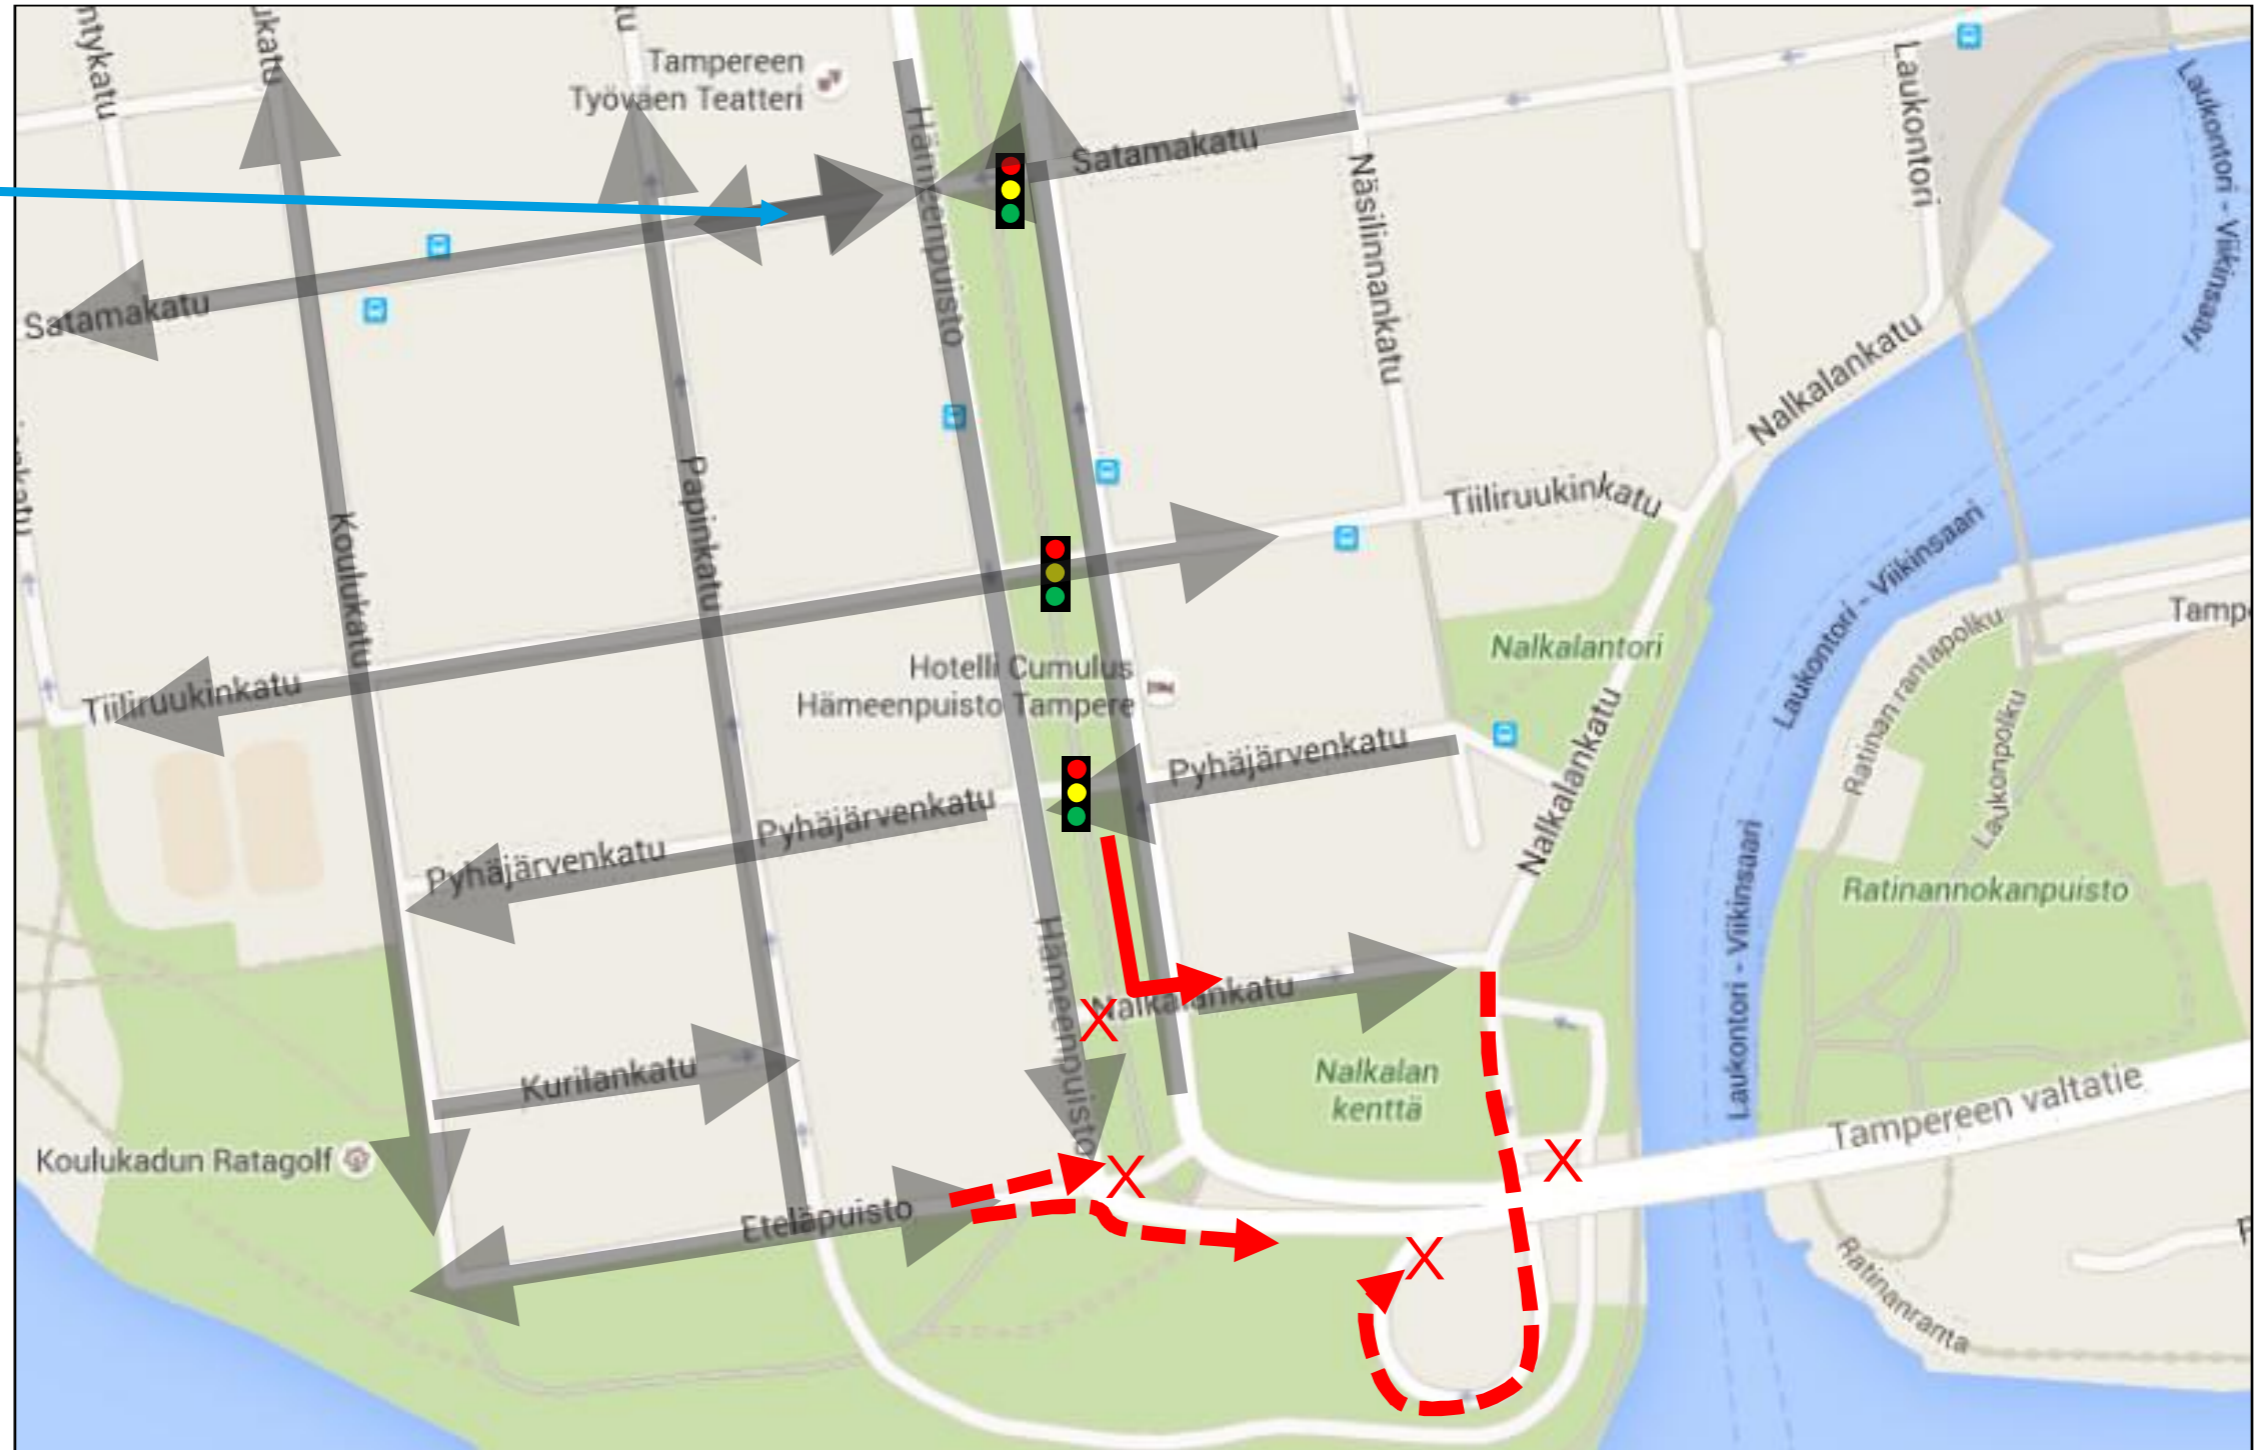 Tampereen
Työväen Teatteri
Hämeenpuisto
Satamakatu
Laukontori
Laukontori - Viikinsaari
Näsilinnankatu
Satamakatu
Nalkalankatu
Tiiliruukinkatu
Koulukatu
Papinkatu
Laukontori - Viikinsaari
Tiiliruukinkatu
Hotelli Cumulus
Hämeenpuisto Tampere
Nalkalantori
Ratinan rantapolku
Laukonpolku
Pyhäjärvenkatu
Nalkalankatu
Pyhäjärvenkatu
Pyhäjärvenkatu
Ratinannokanpuisto
Laukontori - Viikinsaari
Hämeenpuisto
X
Nalkalankatu
Kurilankatu
Nalkalan
kenttä
Tampereen valtatie
Koulukadun Ratagolf
X
X
Eteläpuisto
X
Ratinanranta